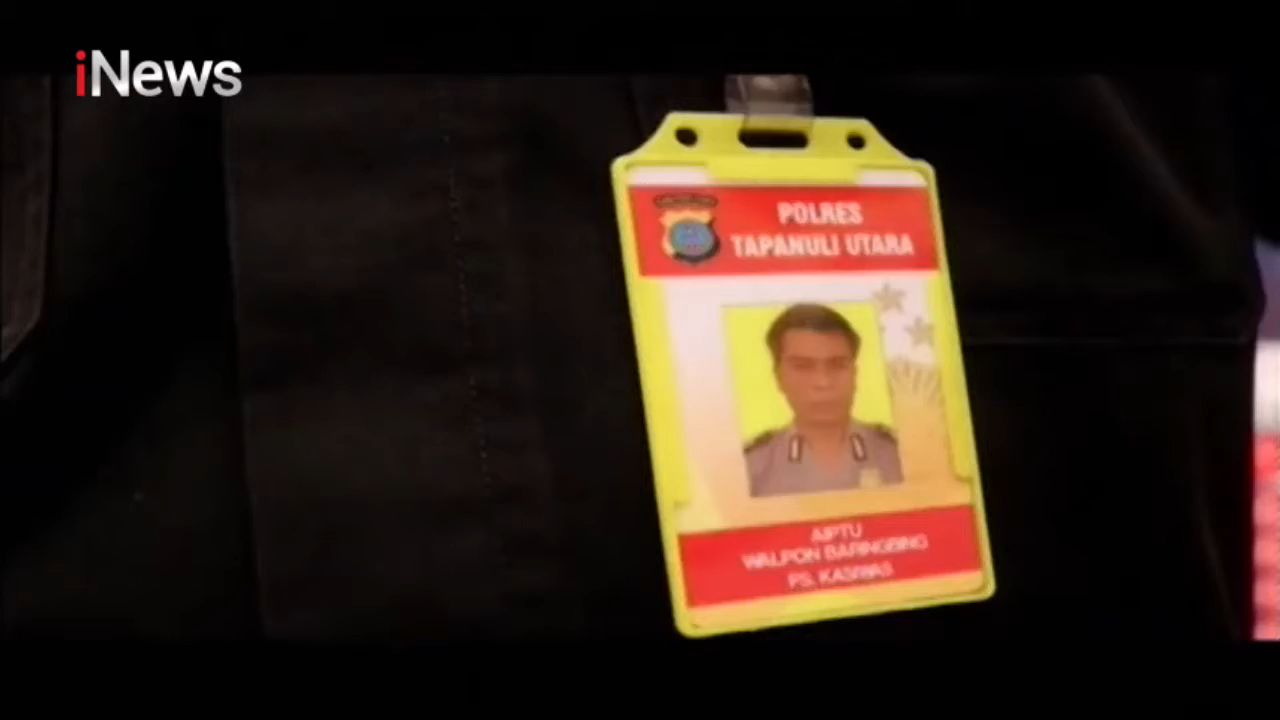 iNews
POLRES
TAPANULI UTARA
AIPTU
WALPON BARINGBING
PS. KASIWAS